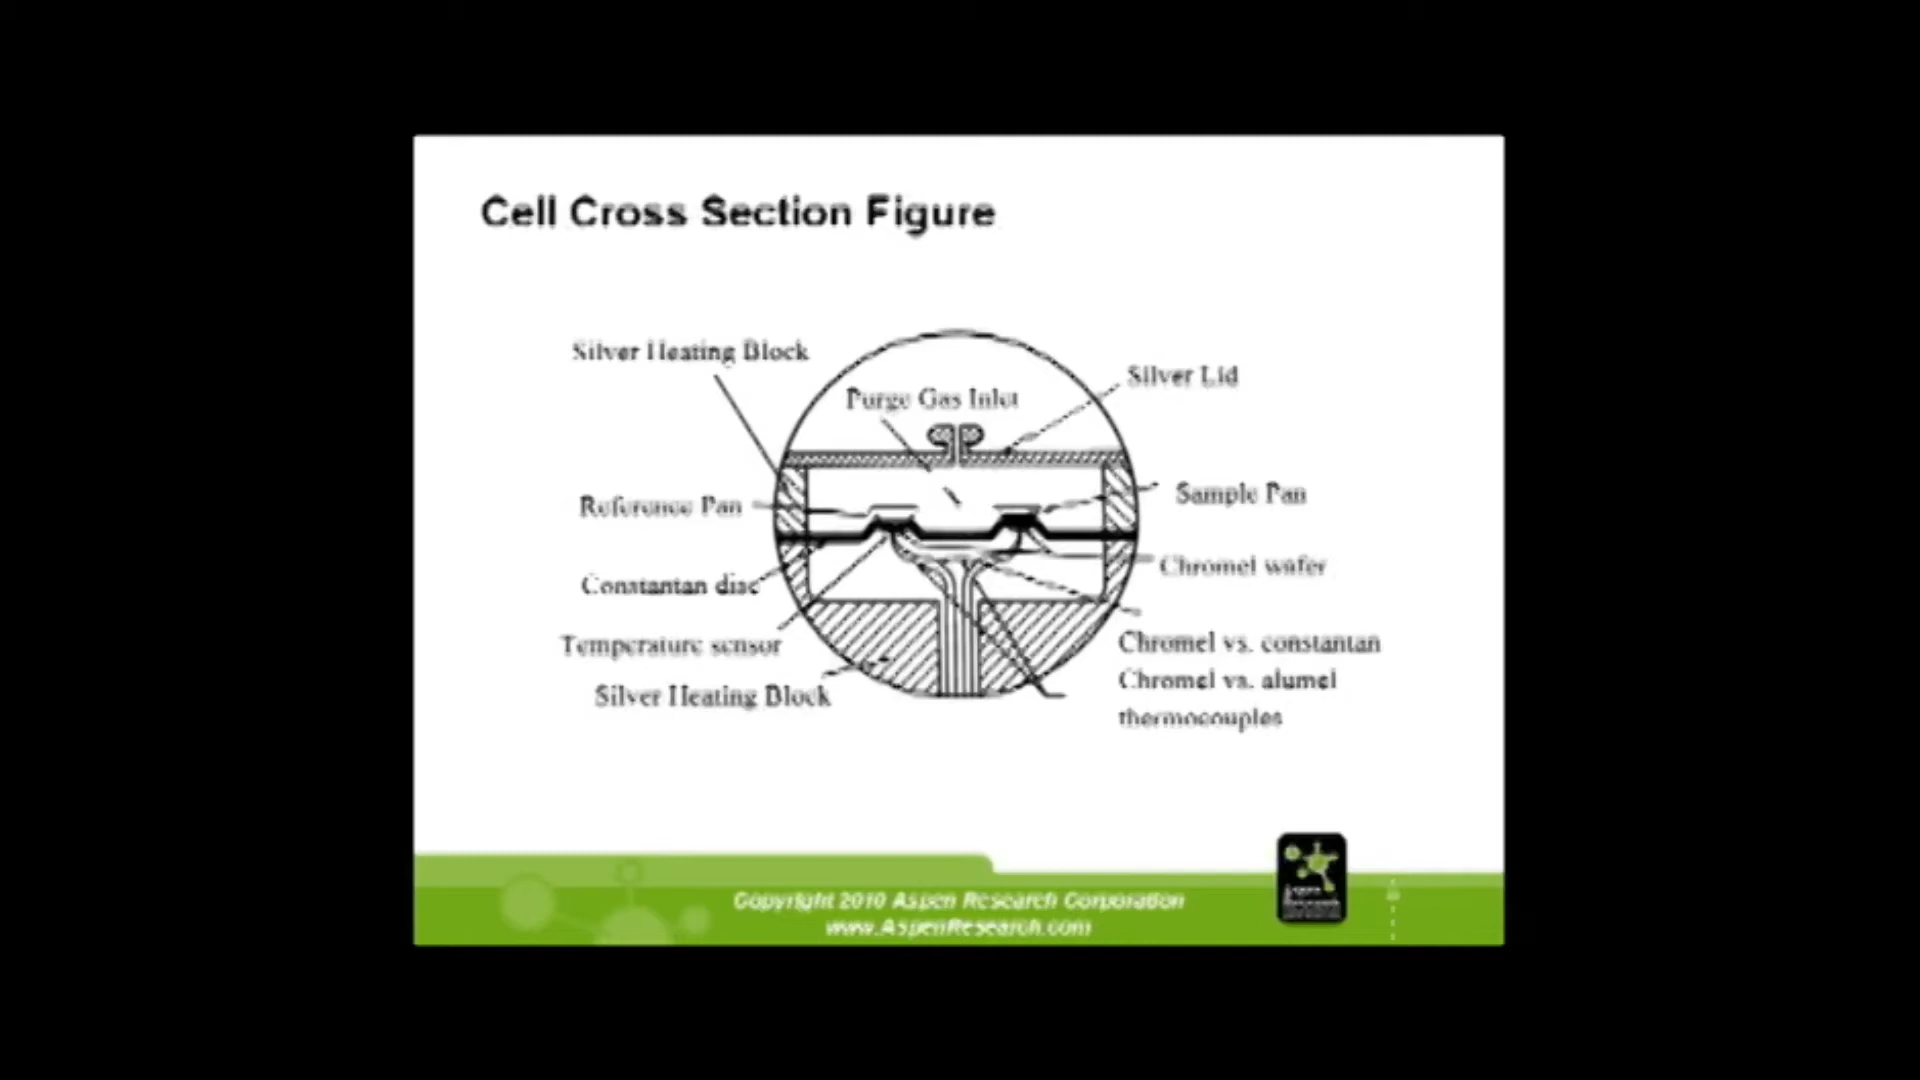 Cell Cross Section Figure
Silver Heating Block
Silver Lid
Purge Gas Inlet
Reference Pan
Sample Pan
Constantan disc
Chromel wafer
Temperature sensor
Chromel vs. constantan
Chromel vs. alumel
thermocouples
Silver Heating Block
Copyright 2010 Aspen Research Corporation
www.AspenResearch.com